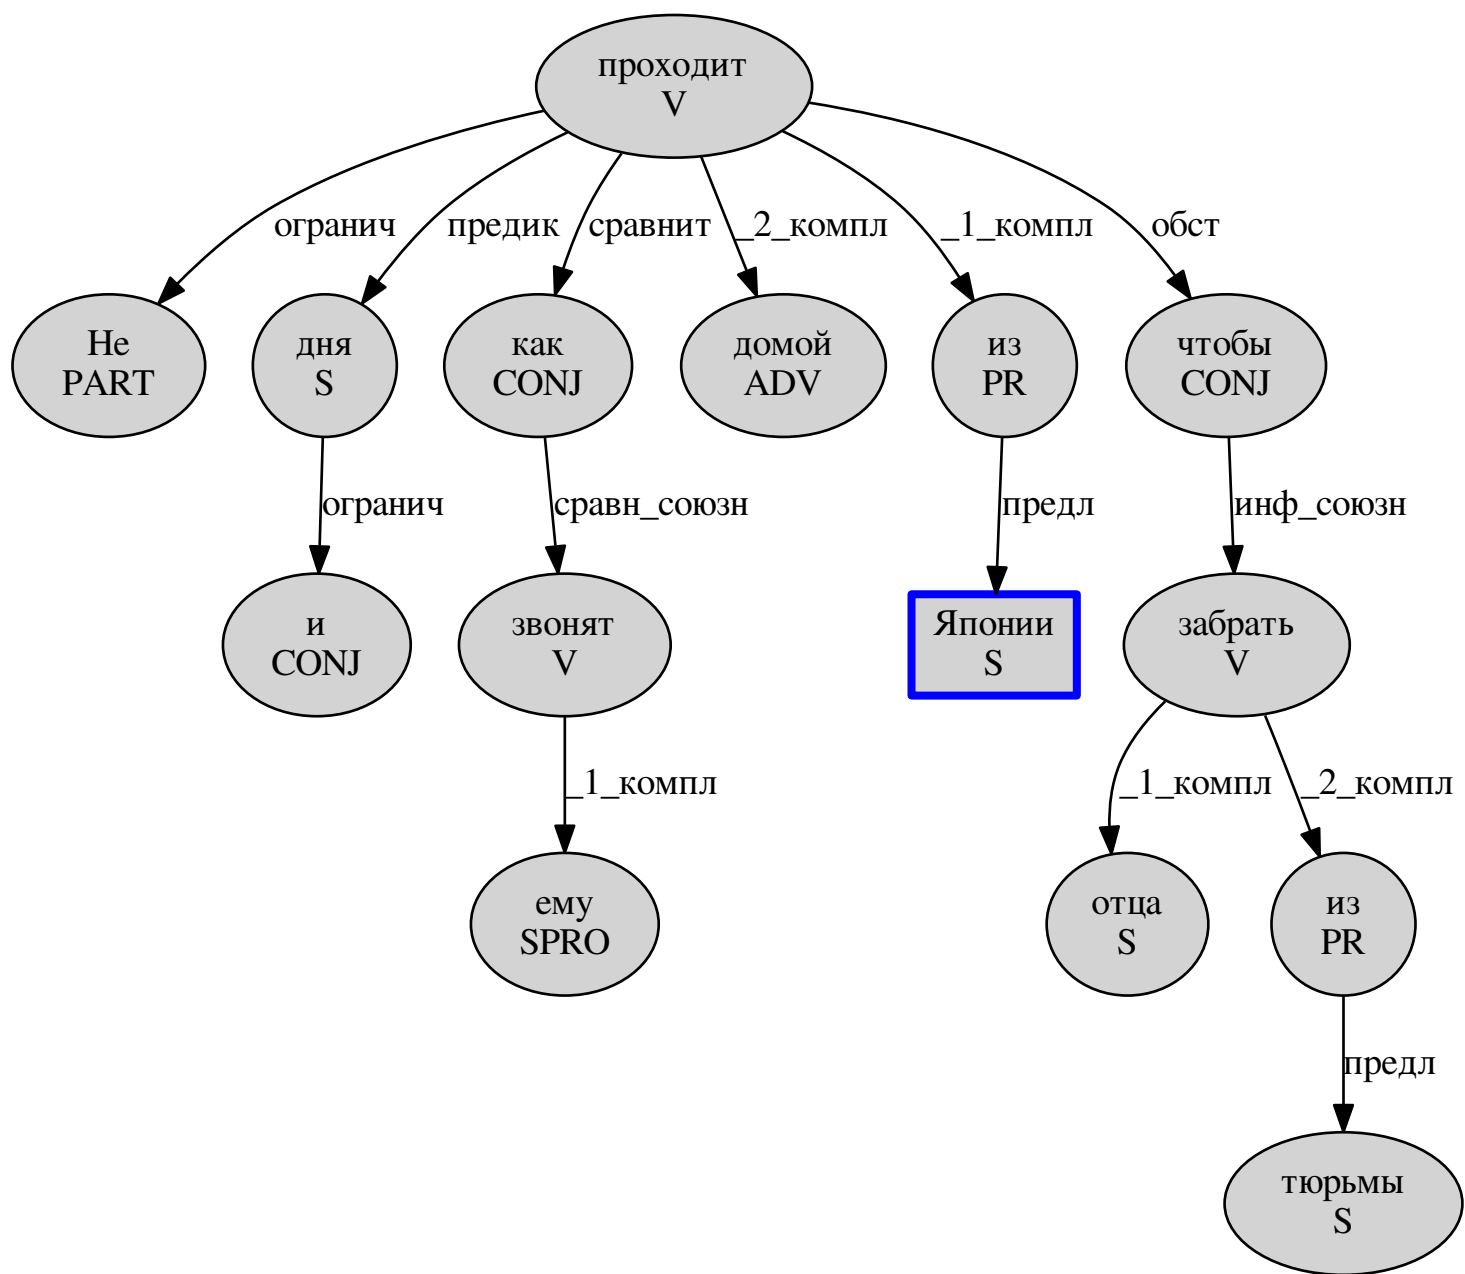 проходит
V
огранич
предик
сравнит
_2_компл
_1_компл
обст
Не
PART
дня
S
как
CONJ
домой
ADV
из
PR
чтобы
CONJ
огранич
сравн_союзн
предл
инф_союзн
и
CONJ
звонят
V
Японии
S
забрать
V
_1_компл
_1_компл
_2_компл
ему
SPRO
отца
S
из
PR
предл
тюрьмы
S